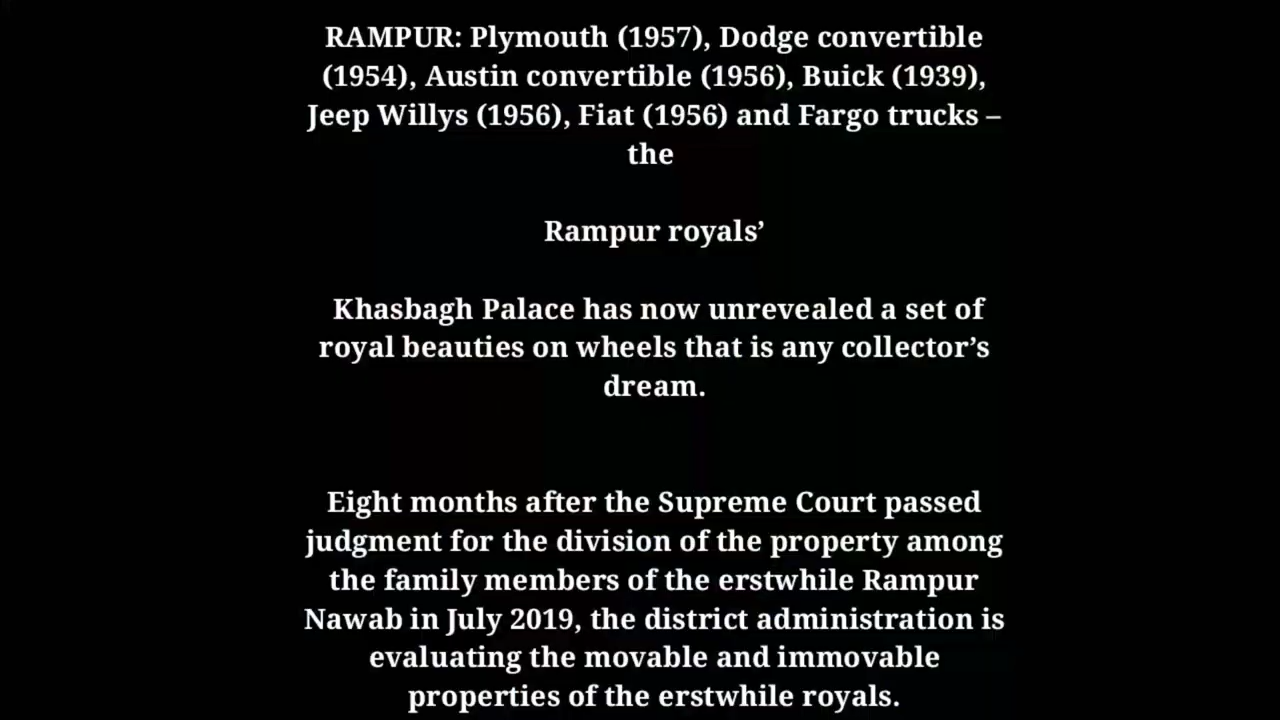 RAMPUR: Plymouth (1957), Dodge convertible
(1954), Austin convertible (1956), Buick (1939),
Jeep Willys (1956), Fiat (1956) and Fargo trucks –
the
Rampur royals’
Khasbagh Palace has now unrevealed a set of
royal beauties on wheels that is any collector’s
dream.
Eight months after the Supreme Court passed
judgment for the division of the property among
the family members of the erstwhile Rampur
Nawab in July 2019, the district administration is
evaluating the movable and immovable
properties of the erstwhile royals.